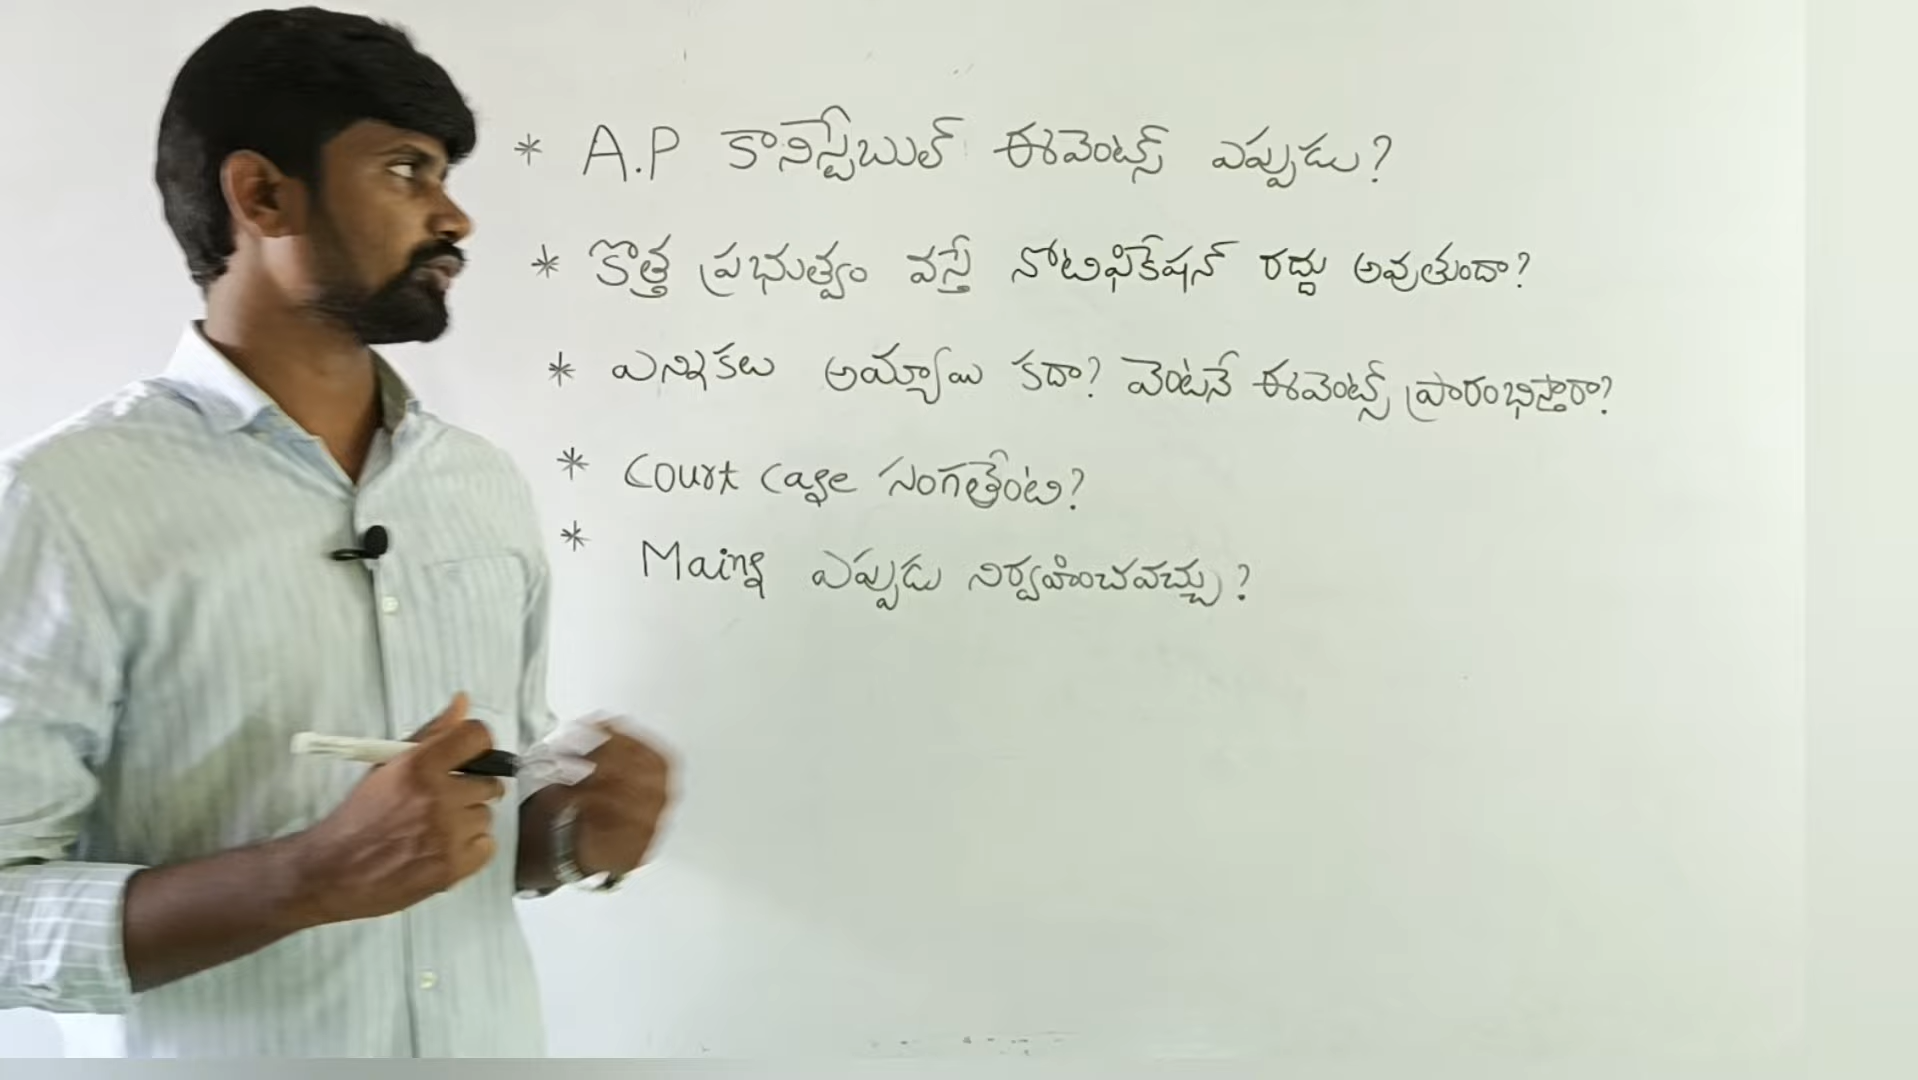 * A.P కానిస్టేబుల్ ఈవెంట్స్ ఎప్పుడు?
* కొత్త ప్రభుత్వం వస్తే నోటిఫికేషన్ రద్దు అవుతుందా?
* ఎన్నికలు అయ్యాయి కదా? వెంటనే ఈవెంట్స్ ప్రారంభిస్తారా?
* Court Case సంగతేంటి?
* Mains ఎప్పుడు నిర్వహించవచ్చు?